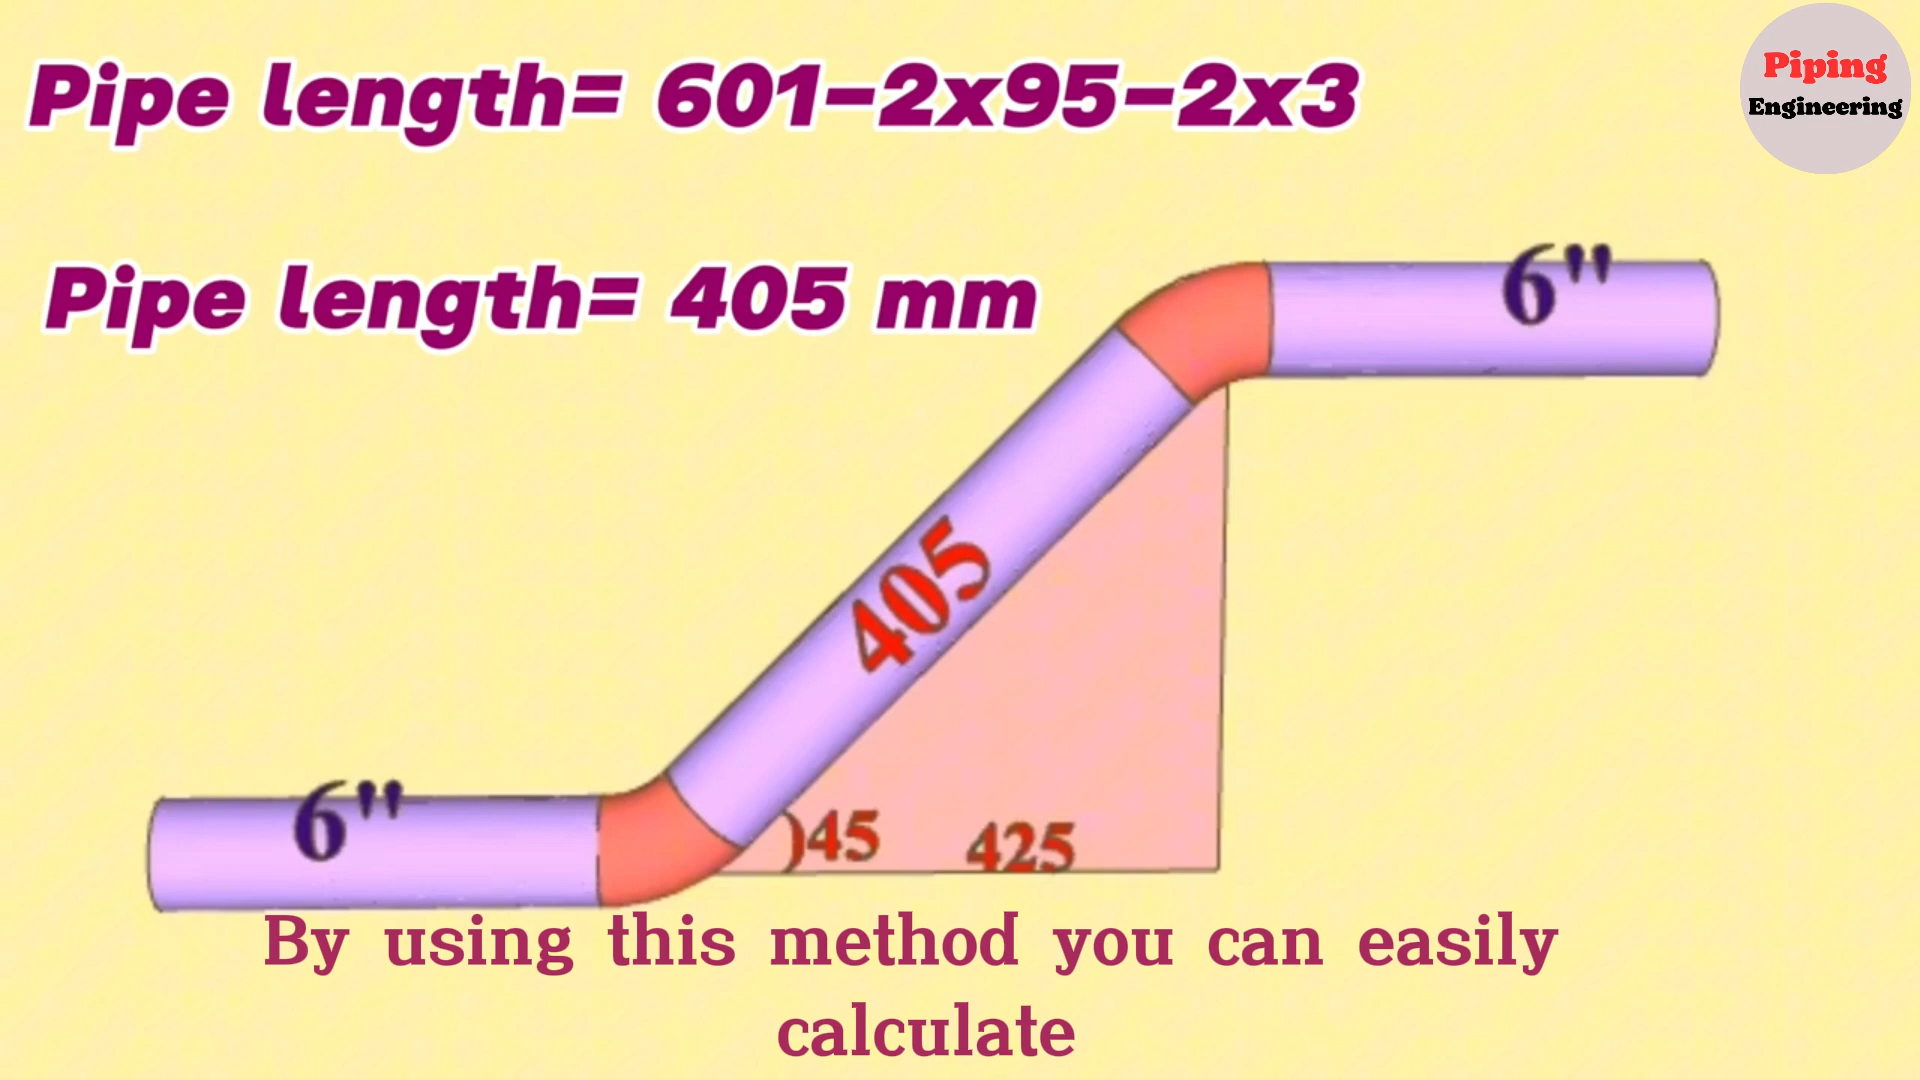 Pipe length= 601-2x95-2x3
Piping
Engineering
Pipe length= 405 mm
6"
405
6"
)45
425
By using this method you can easily
calculate